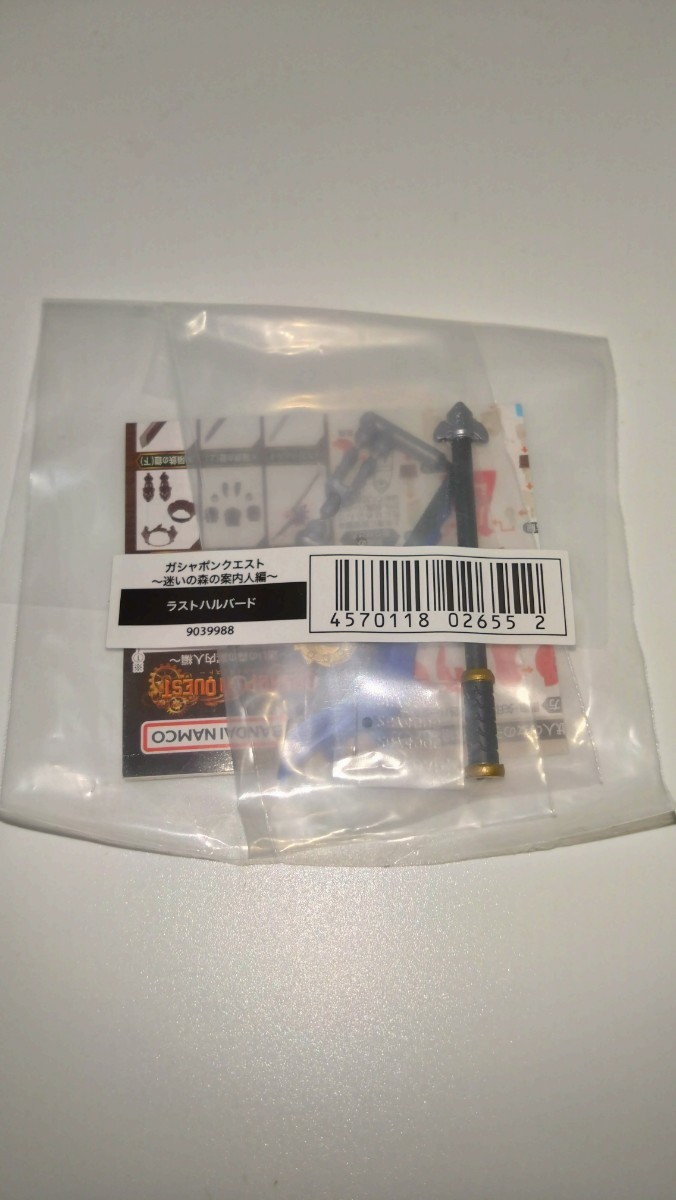 ガシャポンクエスト
～迷いの森の案内人編～
ラストハルバード
9039988
4570118 02655 2
QUEST
BANDAI NAMCO